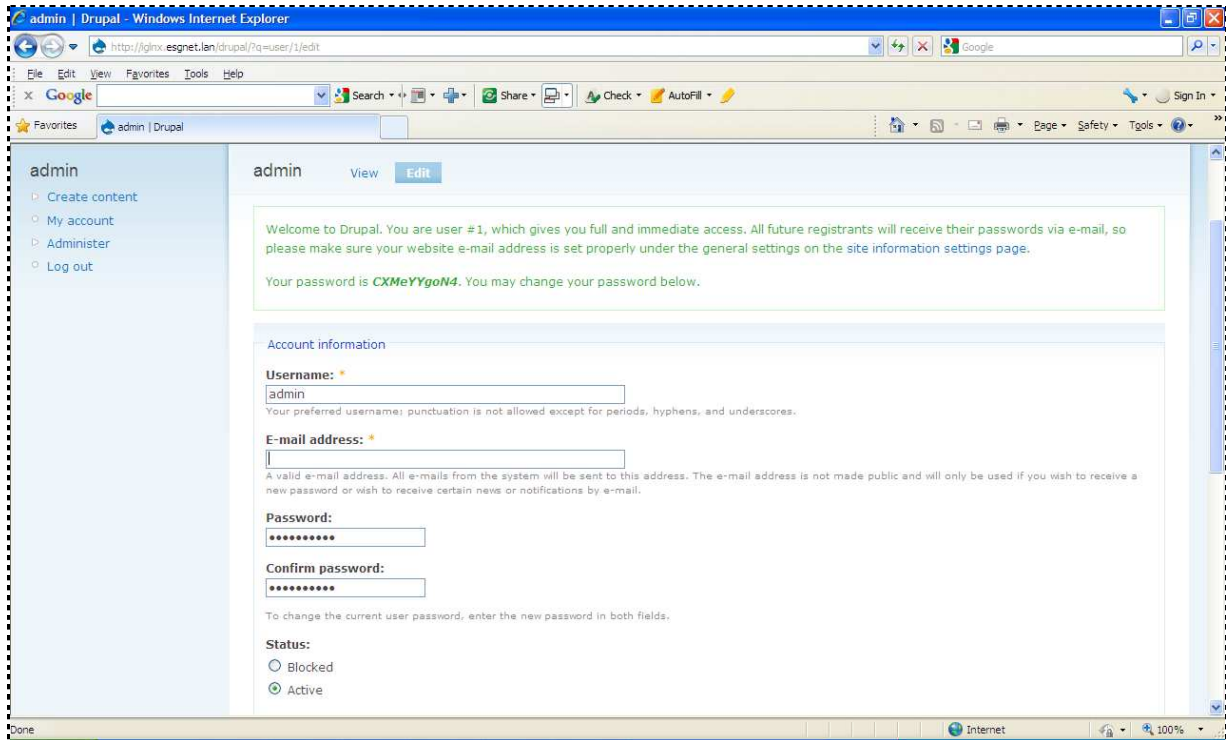 admin | Drupal - Windows Internet Explorer
http://iglnx.esgnet.lan/drupal/?q=user/1/edit
Google
File Edit View Favorites Tools Help
x Google Search Share Check AutoFill Sign In
Favorites admin | Drupal Page Safety Tools
admin
Create content
My account
Administer
Log out
admin View Edit
Welcome to Drupal. You are user #1, which gives you full and immediate access. All future registrants will receive their passwords via e-mail, so
please make sure your website e-mail address is set properly under the general settings on the site information settings page.
Your password is CXMeYYgoN4. You may change your password below.
Account information
Username: *
admin
Your preferred username; punctuation is not allowed except for periods, hyphens, and underscores.
E-mail address: *
A valid e-mail address. All e-mails from the system will be sent to this address. The e-mail address is not made public and will only be used if you wish to receive a
new password or wish to receive certain news or notifications by e-mail.
Password:
••••••••••
Confirm password:
••••••••••
To change the current user password, enter the new password in both fields.
Status:
Blocked
Active
Done Internet 100%